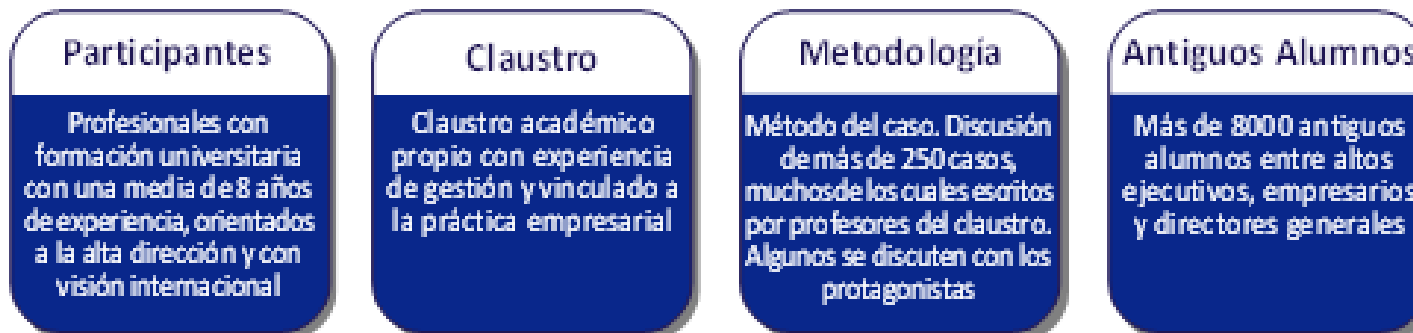 Participantes
Profesionales con
formación universitaria
con una media de 8 años
de experiencia, orientados
a la alta dirección y con
visión internacional
Claustro
Claustro académico
propio con experiencia
de gestión y vinculado a
la práctica empresarial
Metodología
Método del caso. Discusión
de más de 250 casos,
muchos de los cuales escritos
por profesores del claustro.
Algunos se discuten con los
protagonistas
Antiguos Alumnos
Más de 8000 antiguos
alumnos entre altos
ejecutivos, empresarios
y directores generales